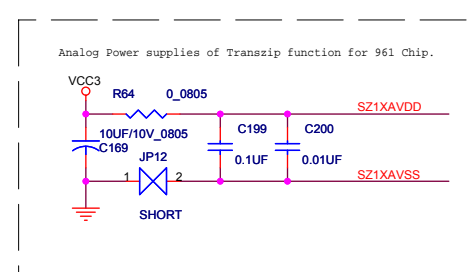 Analog Power supplies of Transzip function for 961 Chip.
VCC3
R64 0_0805
SZ1XAVDD
10UF/10V_0805
C169
C199 C200
JP12
0.1UF 0.01UF
1 2
SZ1XAVSS
SHORT